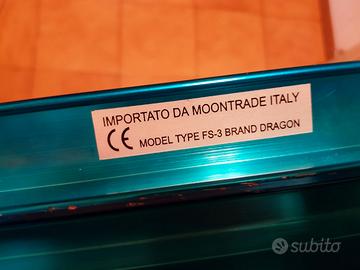 IMPORTATO DA MOONTRADE ITALY
CE MODEL TYPE FS-3 BRAND DRAGON
subito